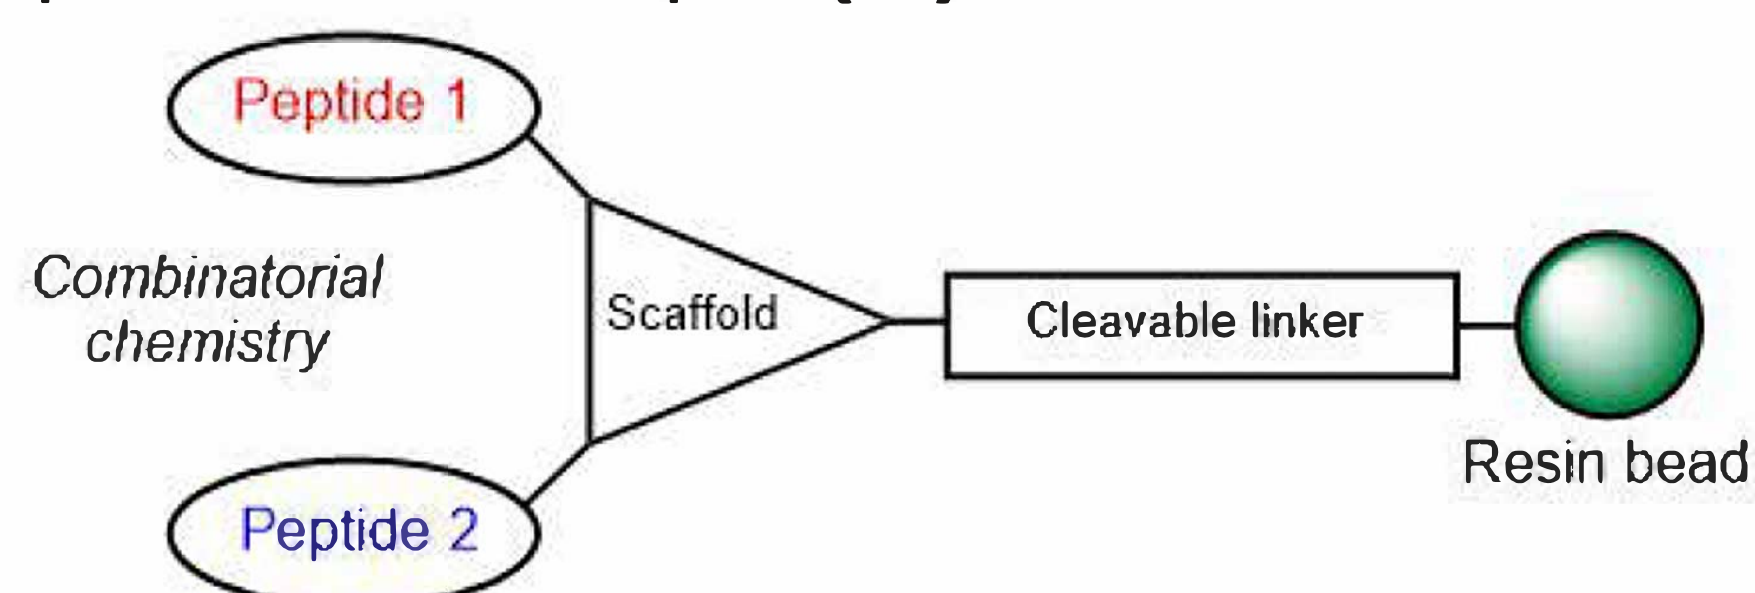 Peptide 1
Combinatorial
chemistry
Scaffold
Cleavable linker
Resin bead
Peptide 2